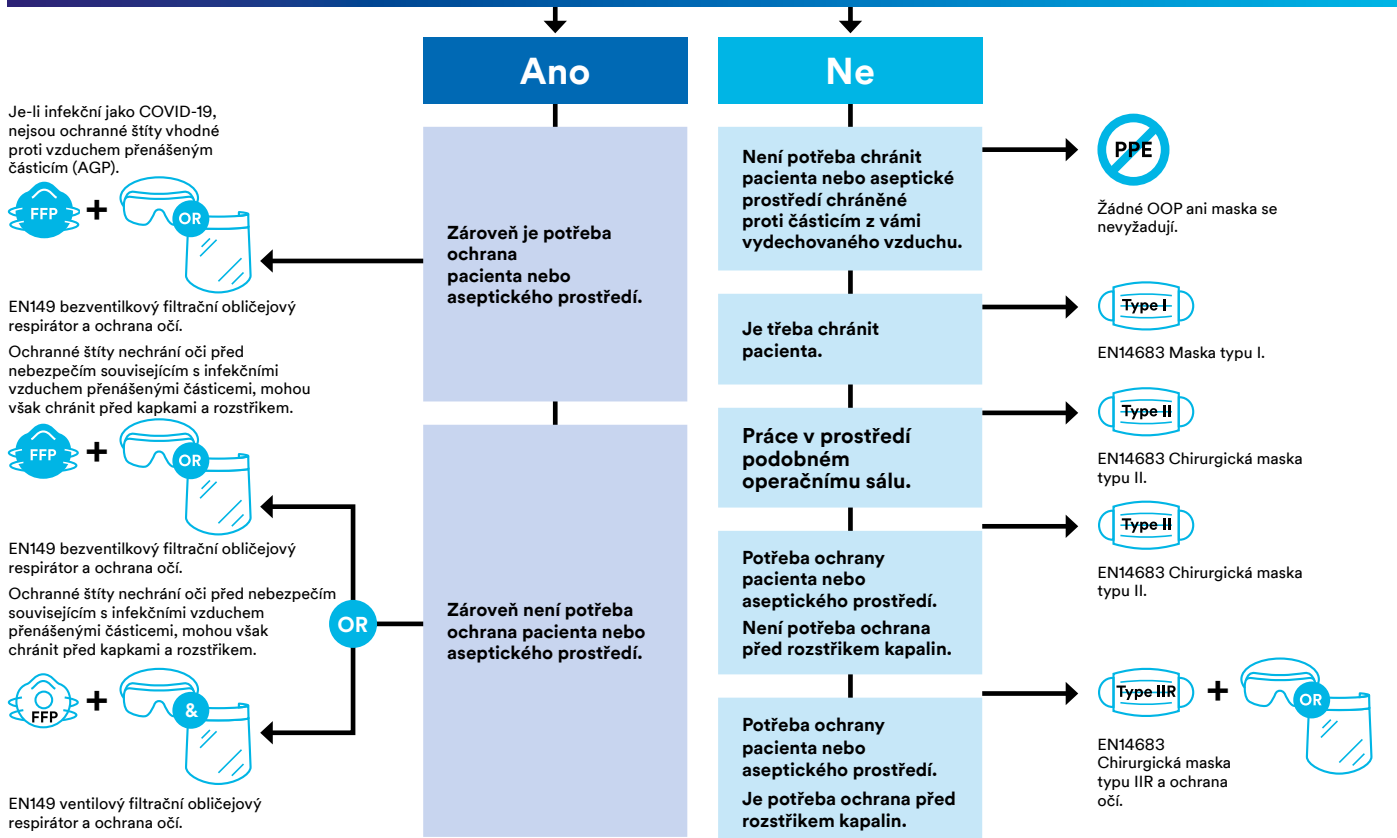 Ano
Ne
Je-li infekční jako COVID-19,
nejsou ochranné štíty vhodné
proti vzduchem přenášeným
částicím (AGP).
FFP
+
OR
EN149 bezventilkový filtrační obličejový
respirátor a ochrana očí.
Ochranné štíty nechrání oči před
nebezpečím souvisejícím s infekčními
vzduchem přenášenými částicemi, mohou
však chránit před kapkami a rozstřikem.
FFP
+
OR
EN149 bezventilkový filtrační obličejový
respirátor a ochrana očí.
Ochranné štíty nechrání oči před nebezpečím
souvisejícím s infekčními vzduchem
přenášenými částicemi, mohou však
chránit před kapkami a rozstřikem.
FFP
+
&
EN149 ventilový filtrační obličejový
respirátor a ochrana očí.
OR
Zároveň je potřeba
ochrana
pacienta nebo
aseptického prostředí.
Zároveň není potřeba
ochrana pacienta nebo
aseptického prostředí.
Není potřeba chránit
pacienta nebo aseptické
prostředí chráněné
proti částicím z vámi
vydechovaného vzduchu.
PPE
Žádné OOP ani maska se
nevyžadují.
Je třeba chránit
pacienta.
Type I
EN14683 Maska typu I.
Práce v prostředí
podobném
operačnímu sálu.
Type II
EN14683 Chirurgická maska
typu II.
Potřeba ochrany
pacienta nebo
aseptického prostředí.
Není potřeba ochrana
před rozstřikem kapalin.
Type II
EN14683 Chirurgická maska
typu II.
Potřeba ochrany
pacienta nebo
aseptického prostředí.
Je potřeba ochrana před
rozstřikem kapalin.
Type IIR
+
OR
EN14683
Chirurgická maska
typu IIR a ochrana
očí.